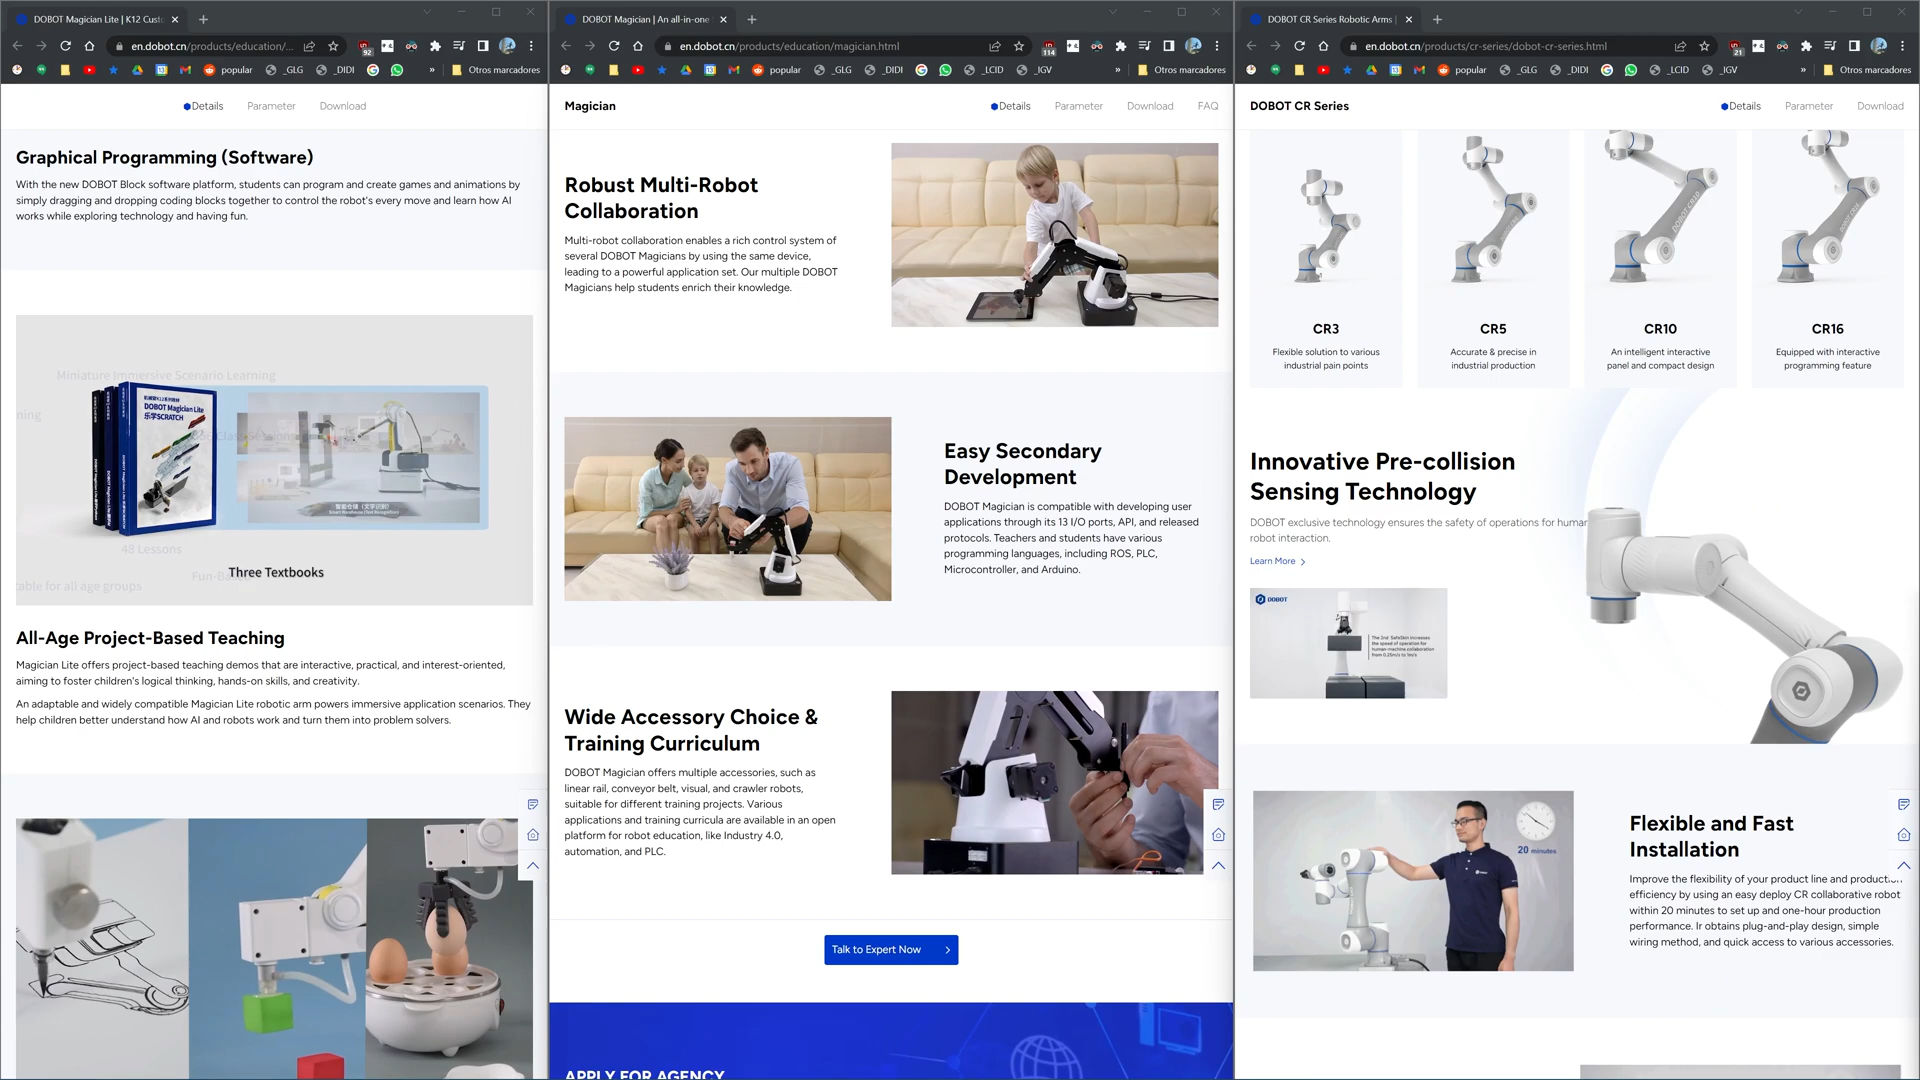 DOBOT Magician Lite | K12 Custo
en.dobot.cn/products/education/...
92
popular
_GLG
_DIDI
Otros marcadores
Details
Parameter
Download
Graphical Programming (Software)
With the new DOBOT Block software platform, students can program and create games and animations by
simply dragging and dropping coding blocks together to control the robot's every move and learn how AI
works while exploring technology and having fun.
Miniature Immersive Scenario Learning
ning
DOBOT Magician Lite
乐学SCRATCH
48 Lessons
Three Textbooks
table for all age groups
All-Age Project-Based Teaching
Magician Lite offers project-based teaching demos that are interactive, practical, and interest-oriented,
aiming to foster children's logical thinking, hands-on skills, and creativity.
An adaptable and widely compatible Magician Lite robotic arm powers immersive application scenarios. They
help children better understand how AI and robots work and turn them into problem solvers.
DOBOT Magician | An all-in-one
en.dobot.cn/products/education/magician.html
114
popular
_GLG
_DIDI
_LCID
_IGV
Otros marcadores
Magician
Details
Parameter
Download
FAQ
Robust Multi-Robot
Collaboration
Multi-robot collaboration enables a rich control system of
several DOBOT Magicians by using the same device,
leading to a powerful application set. Our multiple DOBOT
Magicians help students enrich their knowledge.
Easy Secondary
Development
DOBOT Magician is compatible with developing user
applications through its 13 I/O ports, API, and released
protocols. Teachers and students have various
programming languages, including ROS, PLC,
Microcontroller, and Arduino.
Wide Accessory Choice &
Training Curriculum
DOBOT Magician offers multiple accessories, such as
linear rail, conveyor belt, visual, and crawler robots,
suitable for different training projects. Various
applications and training curricula are available in an open
platform for robot education, like Industry 4.0,
automation, and PLC.
Talk to Expert Now
APPLY FOR AGENCY
DOBOT CR Series Robotic Arms |
en.dobot.cn/products/cr-series/dobot-cr-series.html
21
popular
_GLG
_DIDI
_LCID
_IGV
Otros marcadores
DOBOT CR Series
Details
Parameter
Download
CR3
Flexible solution to various
industrial pain points
CR5
Accurate & precise in
industrial production
CR10
An intelligent interactive
panel and compact design
CR16
Equipped with interactive
programming feature
Innovative Pre-collision
Sensing Technology
DOBOT exclusive technology ensures the safety of operations for human
robot interaction.
Learn More
DOBOT
The 2nd SafeSkin increases
the speed of operation for
human-machine collaboration
from 0.25m/s to 1m/s
20 minutes
Flexible and Fast
Installation
Improve the flexibility of your product line and production
efficiency by using an easy deploy CR collaborative robot
within 20 minutes to set up and one-hour production
performance. Ir obtains plug-and-play design, simple
wiring method, and quick access to various accessories.